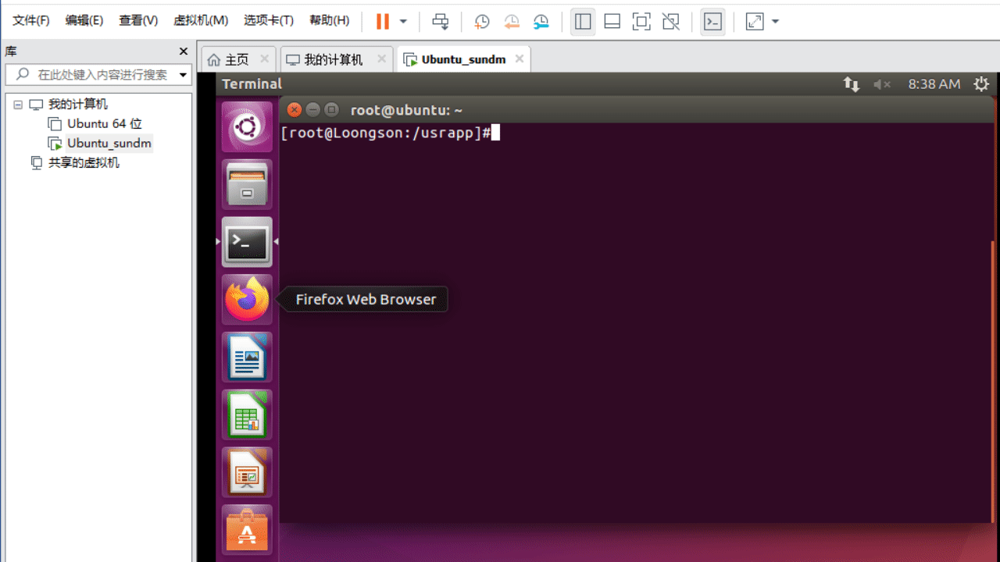 文件(F) 编辑(E) 查看(V) 虚拟机(M) 选项卡(T) 帮助(H)
库
主页 我的计算机 Ubuntu_sundm
在此处键入内容进行搜索
Terminal 8:38 AM
我的计算机
root@ubuntu: ~
Ubuntu 64 位
[root@Loongson:/usrapp]#
Ubuntu_sundm
共享的虚拟机
Firefox Web Browser